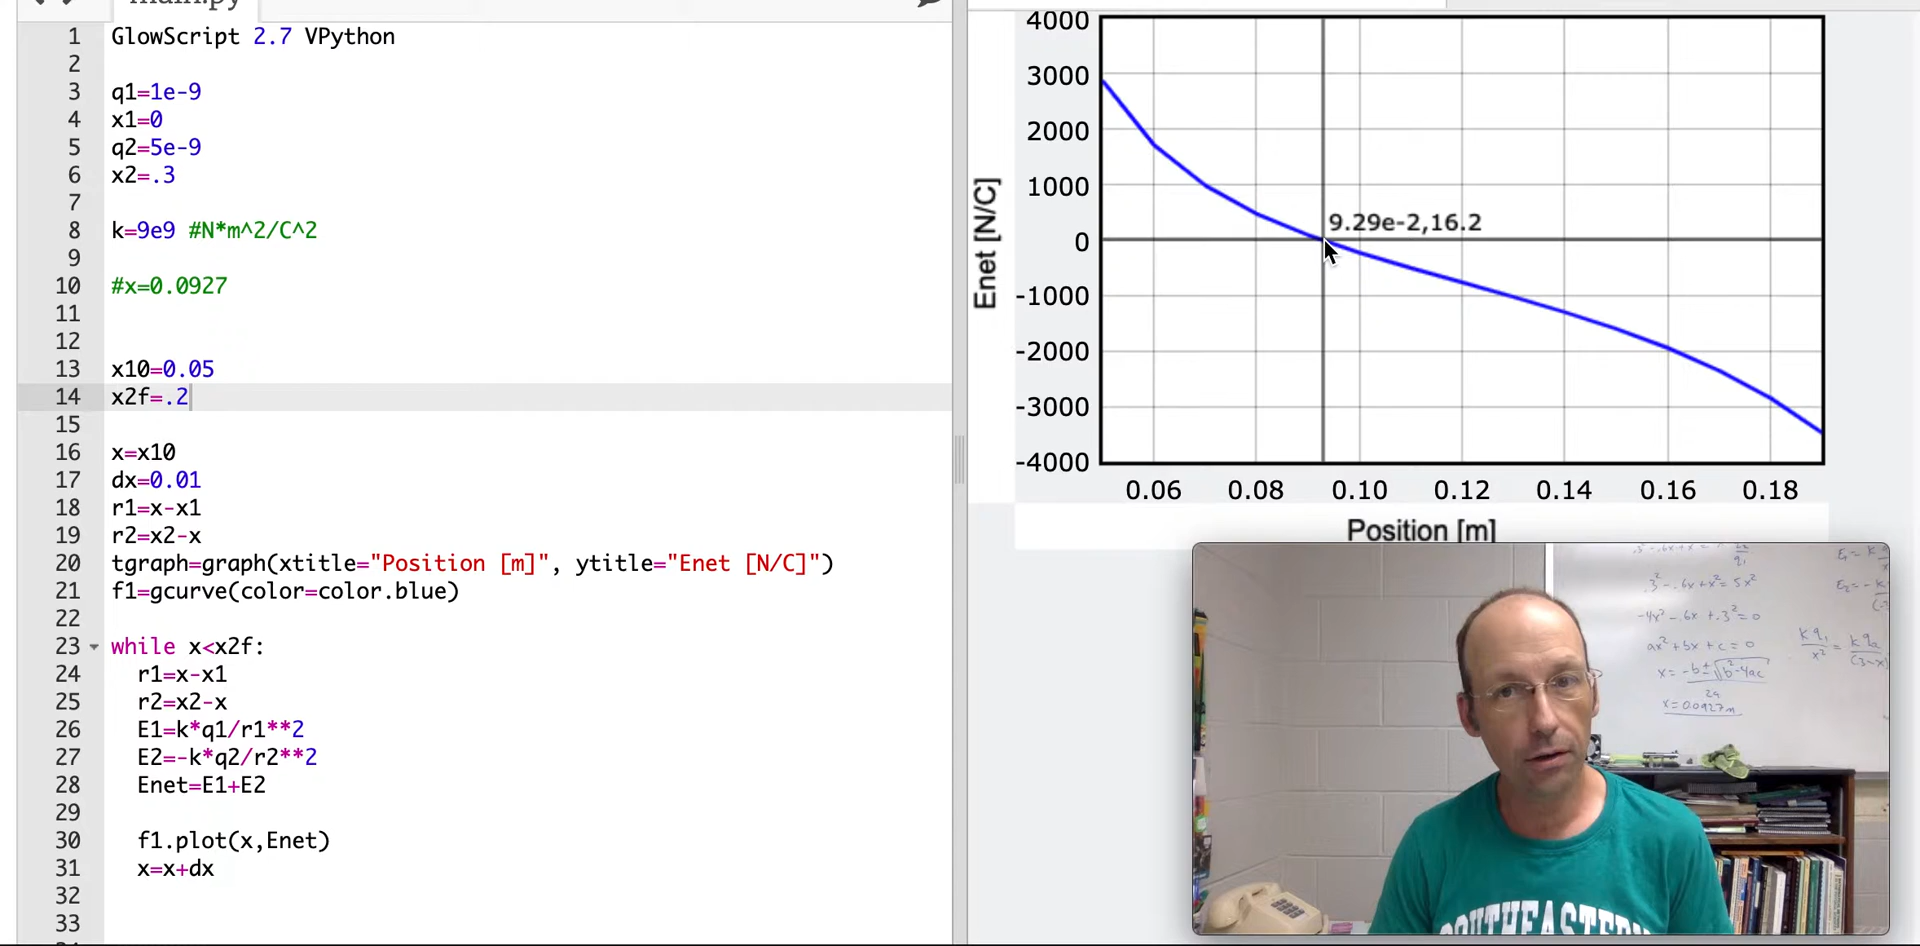 main.py
1 GlowScript 2.7 VPython
2
3 q1=1e-9
4 x1=0
5 q2=5e-9
6 x2=.3
7
8 k=9e9 #N*m^2/C^2
9
10 #x=0.0927
11
12
13 x10=0.05
14 x2f=.2
15
16 x=x10
17 dx=0.01
18 r1=x-x1
19 r2=x2-x
20 tgraph=graph(xtitle="Position [m]", ytitle="Enet [N/C]")
21 f1=gcurve(color=color.blue)
22
23 while x<x2f:
24 r1=x-x1
25 r2=x2-x
26 E1=k*q1/r1**2
27 E2=-k*q2/r2**2
28 Enet=E1+E2
29
30 f1.plot(x,Enet)
31 x=x+dx
32
33
4000
3000
2000
1000
0
-1000
-2000
-3000
-4000
Enet [N/C]
9.29e-2,16.2
0.06 0.08 0.10 0.12 0.14 0.16 0.18
Position [m]
.3² - .6x + x² = 5x²
-4x² - .6x + .3² = 0
ax² + bx + c = 0
x = -b ± √b² - 4ac
2a
x = 0.0927m
SOUTHEASTERN